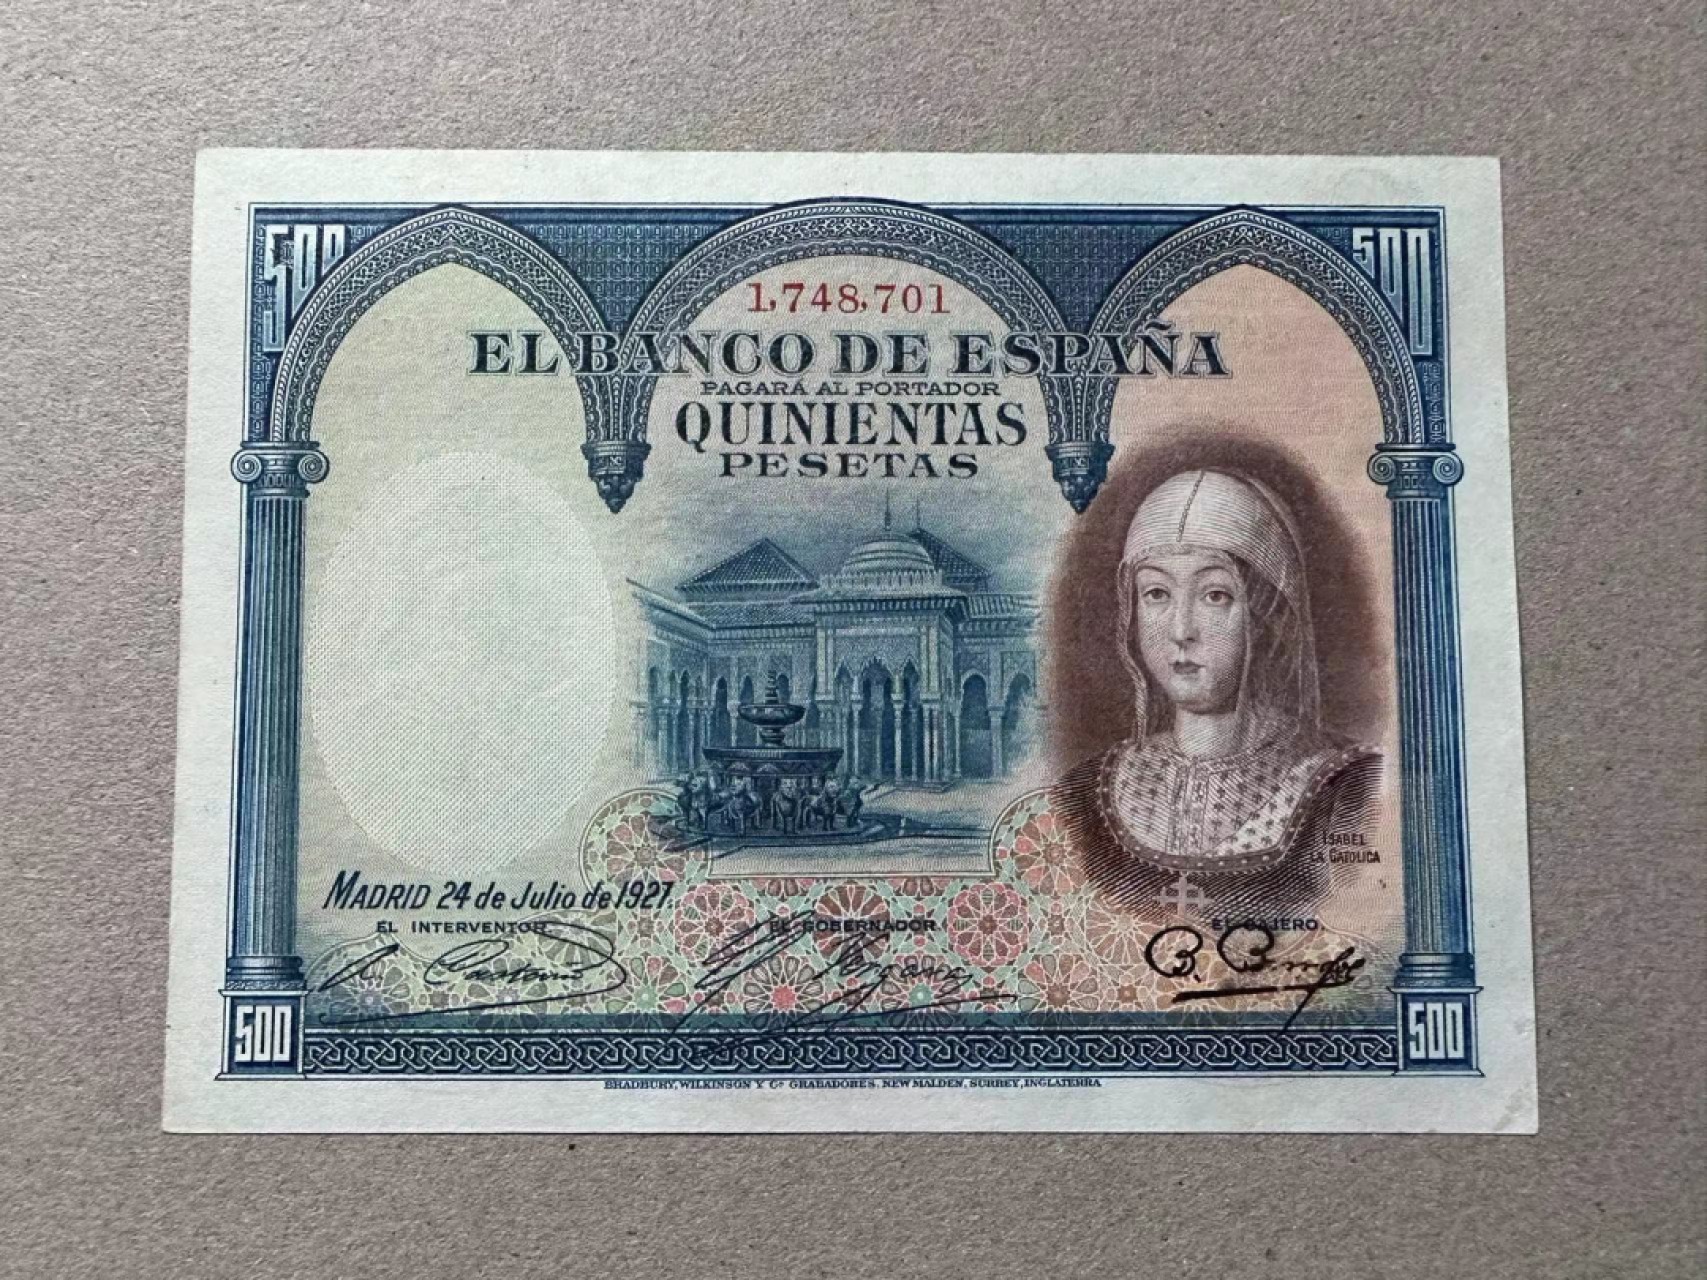 500 500
1,748,701
EL BANCO DE ESPAÑA
PAGARÁ AL PORTADOR
QUINIENTAS
PESETAS
ISABEL
LA CATOLICA
MADRID 24 de Julio de 1927.
EL INTERVENTOR. EL GOBERNADOR. EL CAJERO.
500 500
BRADBURY, WILKINSON Y Cª GRABADORES, NEW MALDEN, SURREY, INGLATERRA